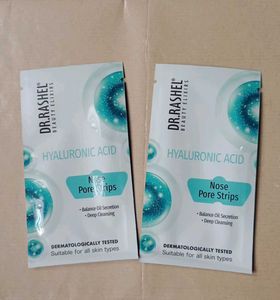 DR.RASHEL®
BEAUTY ELIXIRS
HYALURONIC ACID
Nose
Pore Strips
• Balance Oil Secretion
• Deep Cleansing
DERMATOLOGICALLY TESTED
Suitable for all skin types
DR.RASHEL®
BEAUTY ELIXIRS
HYALURONIC ACID
Nose
Pore Strips
• Balance Oil Secretion
• Deep Cleansing
DERMATOLOGICALLY TESTED
Suitable for all skin types